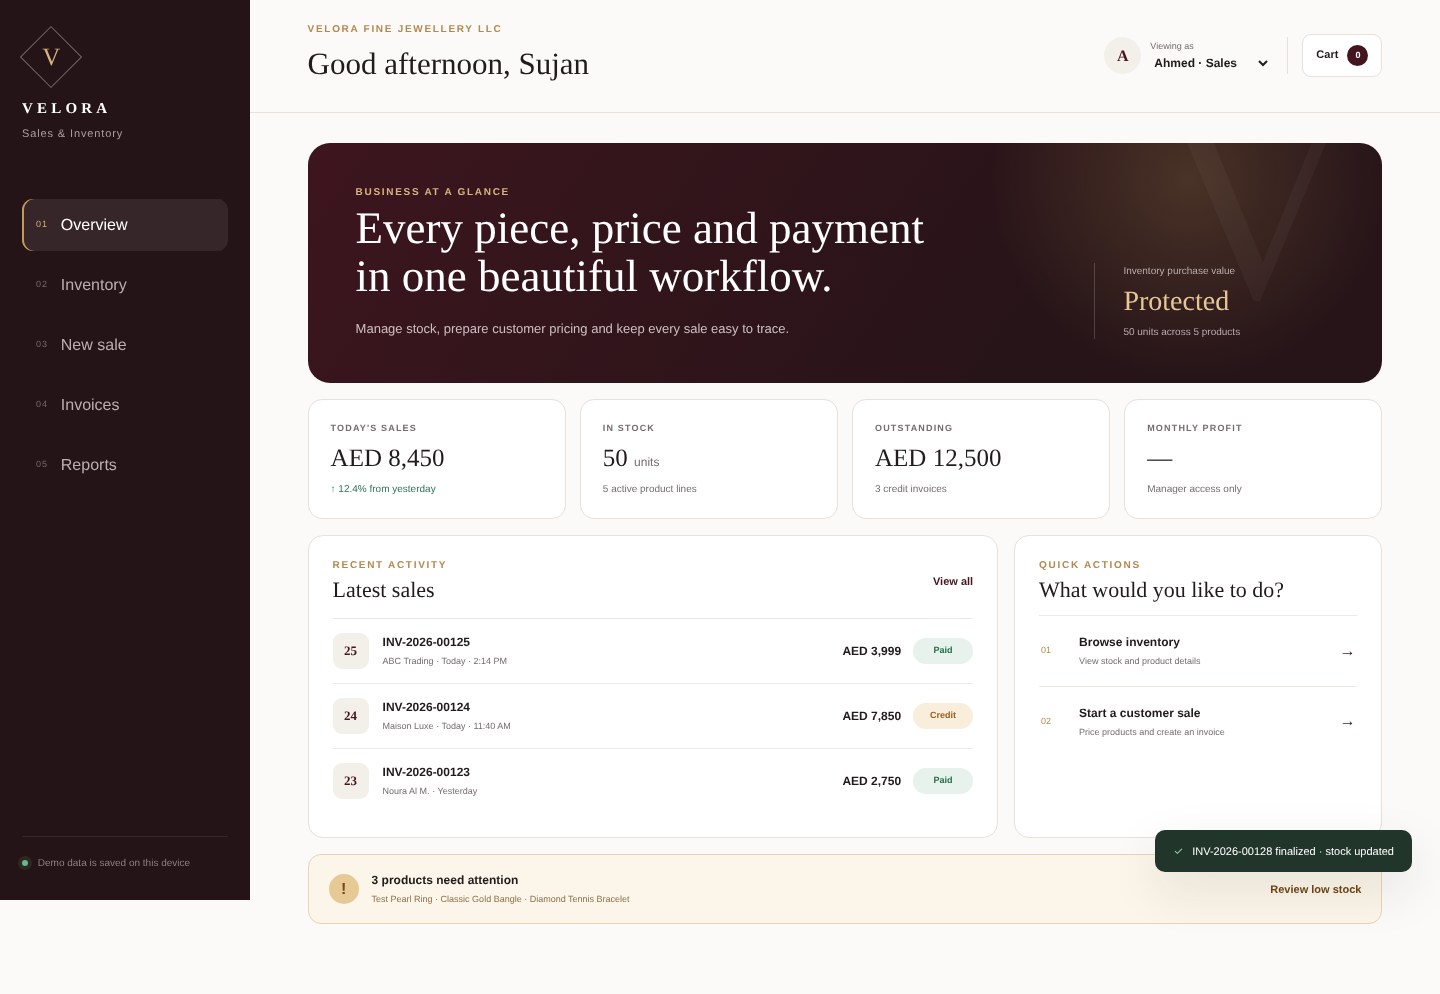 V
VELORA
Sales & Inventory
01 Overview
02 Inventory
03 New sale
04 Invoices
05 Reports
Demo data is saved on this device
VELORA FINE JEWELLERY LLC
Good afternoon, Sujan
A
Viewing as
Ahmed · Sales
Cart 0
BUSINESS AT A GLANCE
Every piece, price and payment
in one beautiful workflow.
Manage stock, prepare customer pricing and keep every sale easy to trace.
V
Inventory purchase value
Protected
50 units across 5 products
TODAY'S SALES
AED 8,450
↑ 12.4% from yesterday
IN STOCK
50 units
5 active product lines
OUTSTANDING
AED 12,500
3 credit invoices
MONTHLY PROFIT
—
Manager access only
RECENT ACTIVITY
Latest sales
View all
25
INV-2026-00125
ABC Trading · Today · 2:14 PM
AED 3,999
Paid
24
INV-2026-00124
Maison Luxe · Today · 11:40 AM
AED 7,850
Credit
23
INV-2026-00123
Noura Al M. · Yesterday
AED 2,750
Paid
QUICK ACTIONS
What would you like to do?
01
Browse inventory
View stock and product details
→
02
Start a customer sale
Price products and create an invoice
→
!
3 products need attention
Test Pearl Ring · Classic Gold Bangle · Diamond Tennis Bracelet
Review low stock
✓ INV-2026-00128 finalized · stock updated